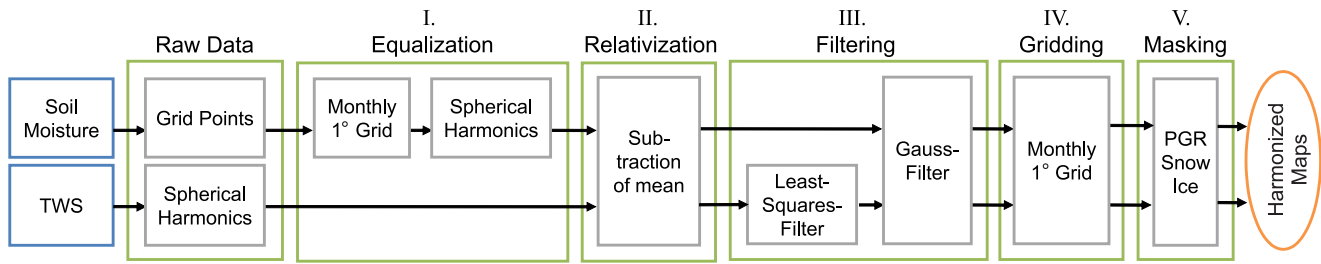 I.
II.
III.
IV.
V.
Raw Data
Equalization
Relativization
Filtering
Gridding
Masking
Soil
Moisture
Grid Points
Monthly
1° Grid
Spherical
Harmonics
TWS
Spherical
Harmonics
Sub-
traction
of mean
Least-
Squares-
Filter
Gauss-
Filter
Monthly
1° Grid
PGR
Snow
Ice
Harmonized
Maps